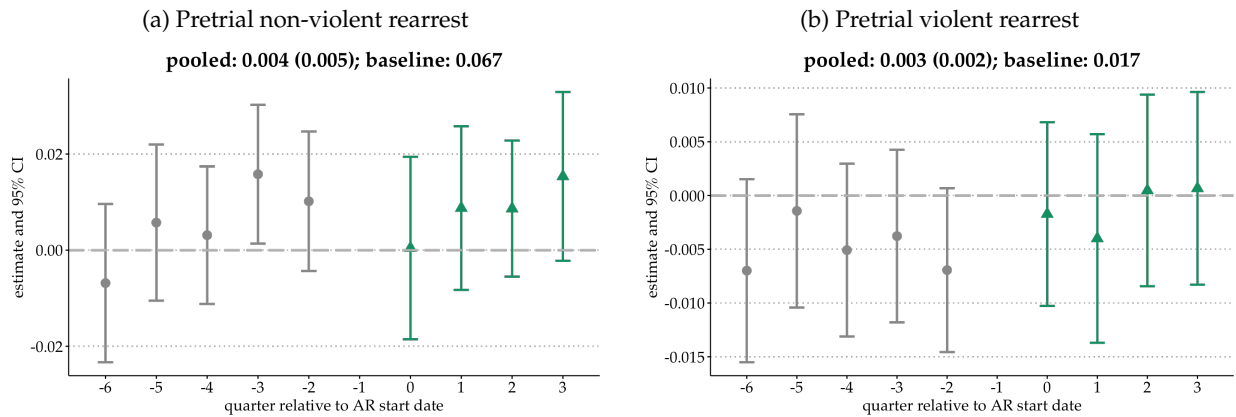 (a) Pretrial non-violent rearrest
pooled: 0.004 (0.005); baseline: 0.067
estimate and 95% CI
0.02
0.00
-0.02
-6 -5 -4 -3 -2 -1 0 1 2 3
quarter relative to AR start date
(b) Pretrial violent rearrest
pooled: 0.003 (0.002); baseline: 0.017
estimate and 95% CI
0.010
0.005
0.000
-0.005
-0.010
-0.015
-6 -5 -4 -3 -2 -1 0 1 2 3
quarter relative to AR start date